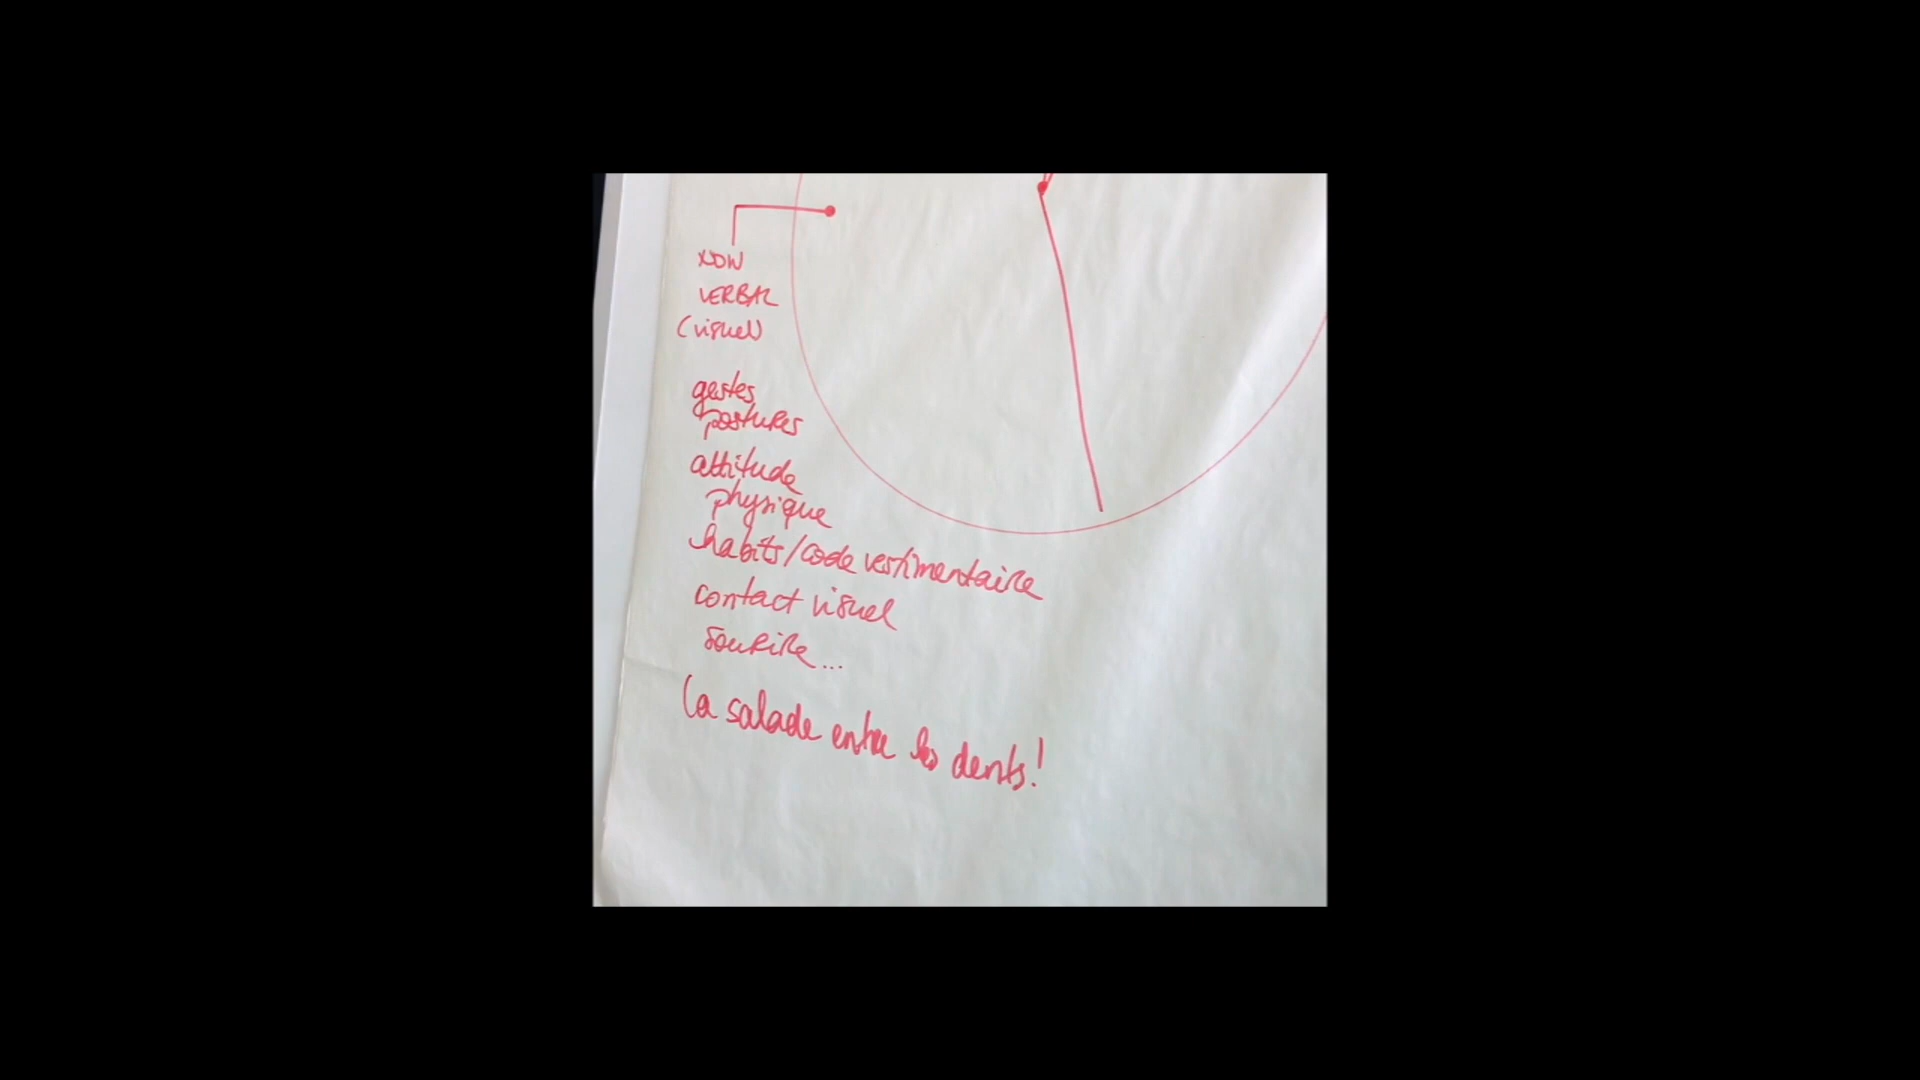 NON
VERBAL
(visuel)
gestes
postures
attitude
physique
habits/code vestimentaire
contact visuel
sourire...
la salade entre les dents!